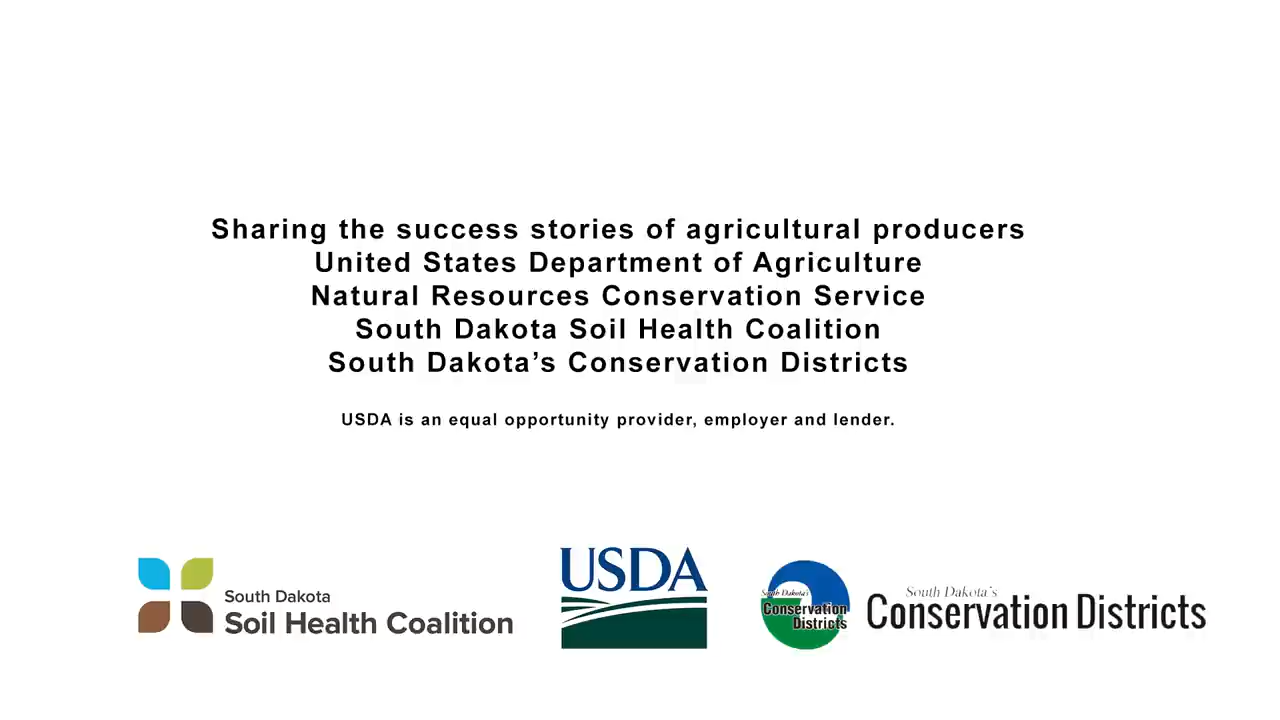 Sharing the success stories of agricultural producers
United States Department of Agriculture
Natural Resources Conservation Service
South Dakota Soil Health Coalition
South Dakota’s Conservation Districts
USDA is an equal opportunity provider, employer and lender.
South Dakota
Soil Health Coalition
USDA
South Dakota's
Conservation
Districts
South Dakota's
Conservation Districts